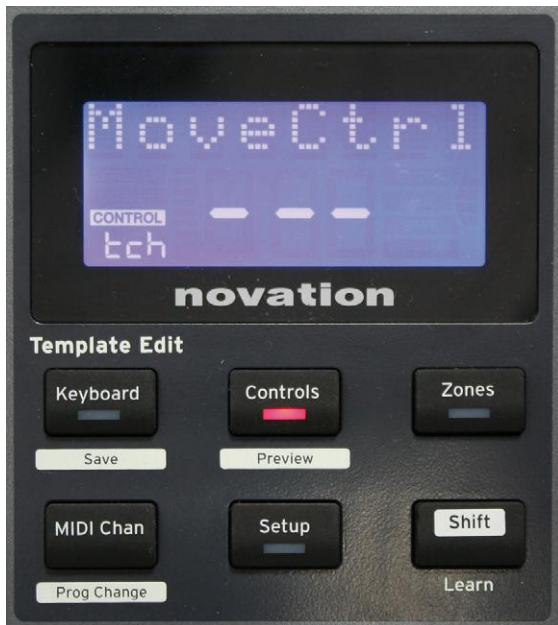 MoveCtrl
CONTROL
tch
- - -
novation
Template Edit
Keyboard
Controls
Zones
Save
Preview
MIDI Chan
Setup
Shift
Prog Change
Learn